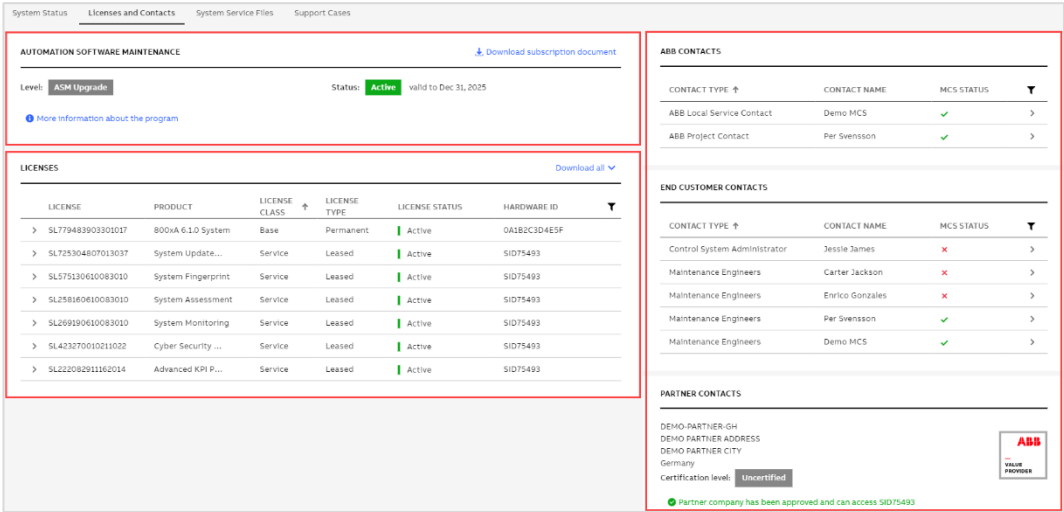 System Status Licenses and Contacts System Service Files Support Cases
AUTOMATION SOFTWARE MAINTENANCE Download subscription document
Level: ASM Upgrade Status: Active valid to Dec 31, 2025
More information about the program
LICENSES Download all
LICENSE PRODUCT LICENSE CLASS LICENSE TYPE LICENSE STATUS HARDWARE ID
SL779483903301017 800xA 6.1.0 System Base Permanent Active 0A1B2C3D4E5F
SL725304807013037 System Update... Service Leased Active SID75493
SL575130610083010 System Fingerprint Service Leased Active SID75493
SL258160610083010 System Assessment Service Leased Active SID75493
SL269190610083010 System Monitoring Service Leased Active SID75493
SL423270010211022 Cyber Security ... Service Leased Active SID75493
SL222082911162014 Advanced KPI P... Service Leased Active SID75493
ABB CONTACTS
CONTACT TYPE CONTACT NAME MCS STATUS
ABB Local Service Contact Demo MCS
ABB Project Contact Per Svensson
END CUSTOMER CONTACTS
CONTACT TYPE CONTACT NAME MCS STATUS
Control System Administrator Jessie James
Maintenance Engineers Carter Jackson
Maintenance Engineers Enrico Gonzales
Maintenance Engineers Per Svensson
Maintenance Engineers Demo MCS
PARTNER CONTACTS
DEMO-PARTNER-GH
DEMO PARTNER ADDRESS
DEMO PARTNER CITY
Germany
Certification level: Uncertified
ABB
VALUE
PROVIDER
Partner company has been approved and can access SID75493